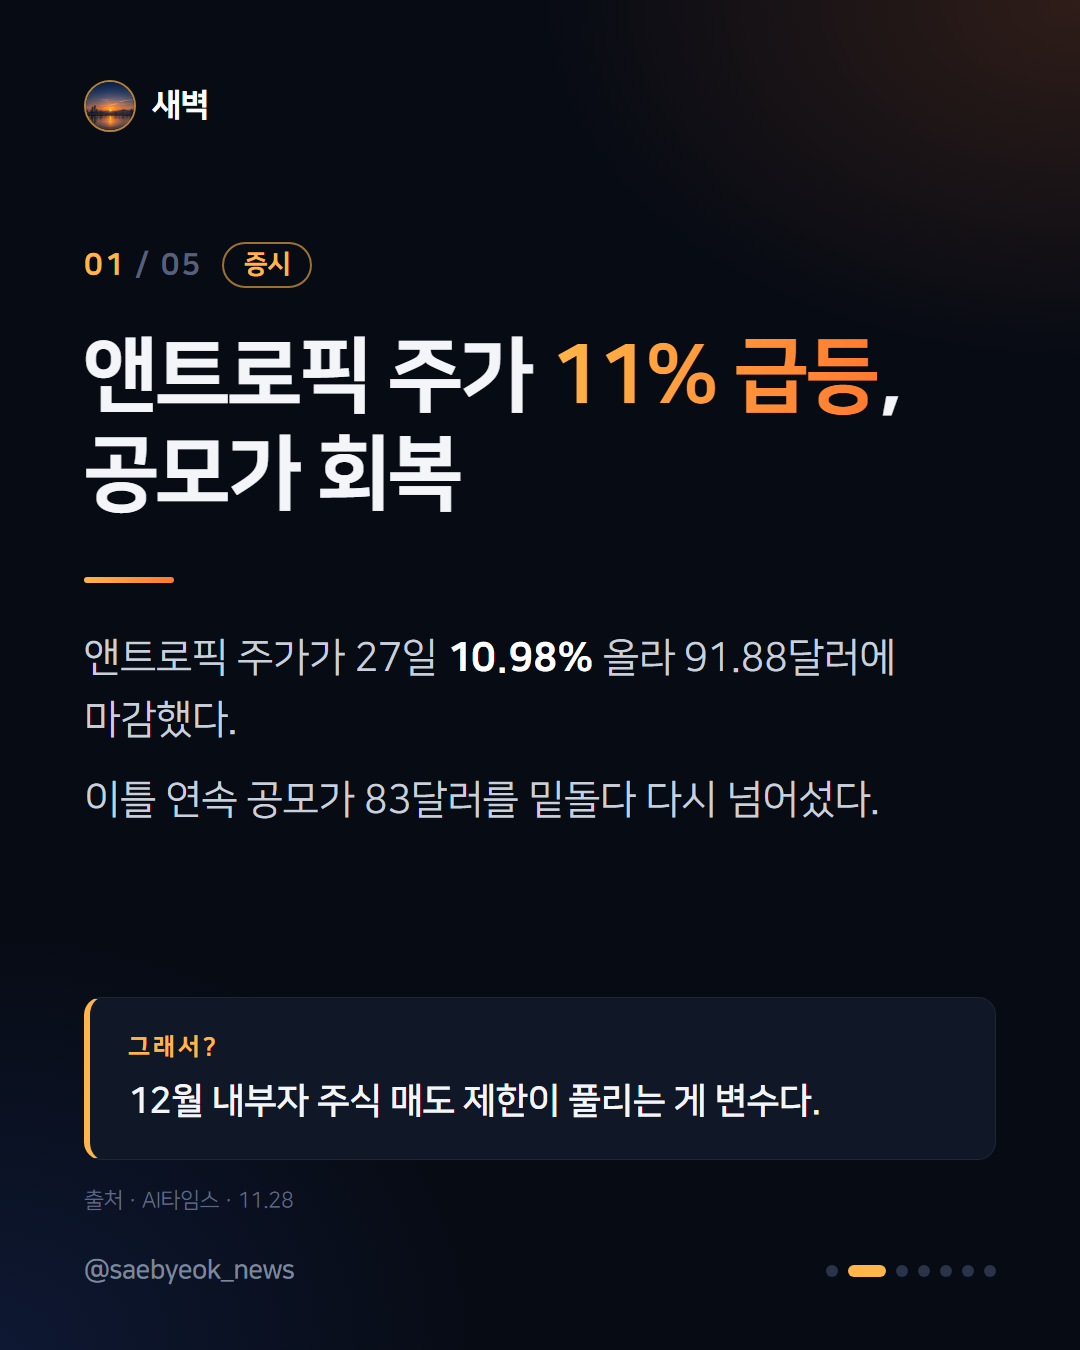 새벽
01 / 05 증시
앤트로픽 주가 11% 급등,
공모가 회복
앤트로픽 주가가 27일 10.98% 올라 91.88달러에
마감했다.
이틀 연속 공모가 83달러를 밑돌다 다시 넘어섰다.
그래서?
12월 내부자 주식 매도 제한이 풀리는 게 변수다.
출처 · AI타임스 · 11.28
@saebyeok_news